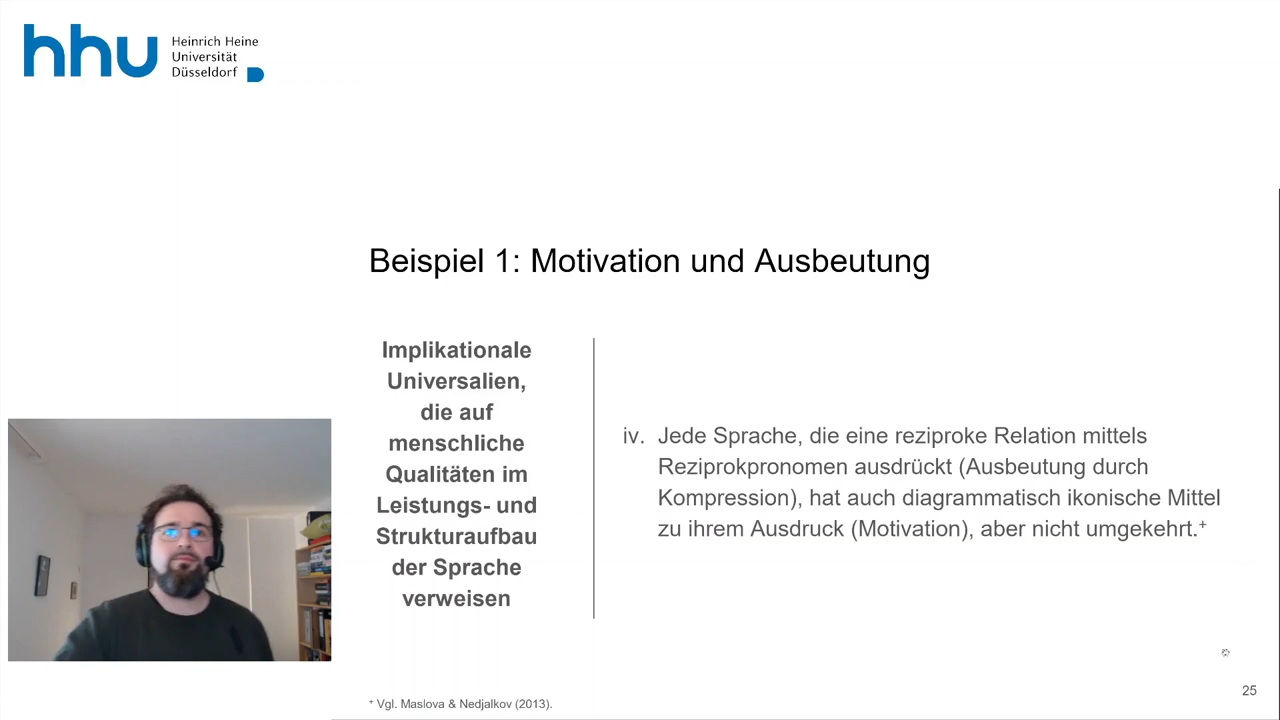 hhu Heinrich Heine
Universität
Düsseldorf
Beispiel 1: Motivation und Ausbeutung
Implikationale
Universalien,
die auf
menschliche
Qualitäten im
Leistungs- und
Strukturaufbau
der Sprache
verweisen
iv. Jede Sprache, die eine reziproke Relation mittels
Reziprokpronomen ausdrückt (Ausbeutung durch
Kompression), hat auch diagrammatisch ikonische Mittel
zu ihrem Ausdruck (Motivation), aber nicht umgekehrt.⁺
25
⁺ Vgl. Maslova & Nedjalkov (2013).